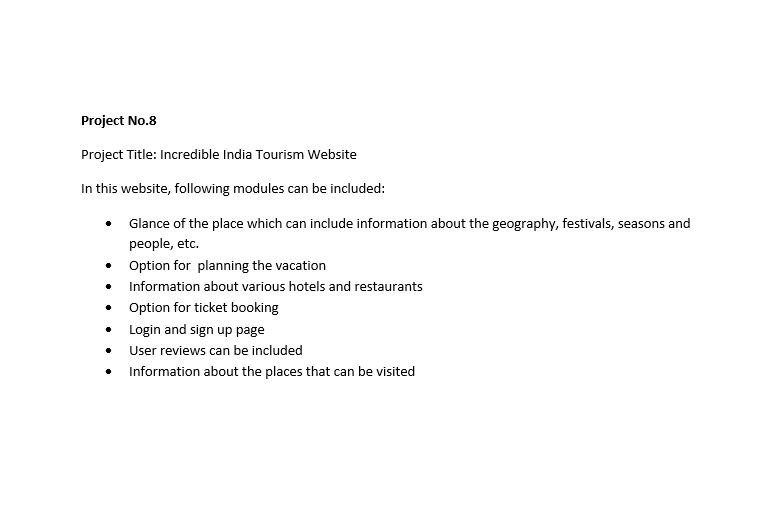 Project No.8
Project Title: Incredible India Tourism Website
In this website, following modules can be included:
• Glance of the place which can include information about the geography, festivals, seasons and
people, etc.
• Option for  planning the vacation
• Information about various hotels and restaurants
• Option for ticket booking
• Login and sign up page
• User reviews can be included
• Information about the places that can be visited